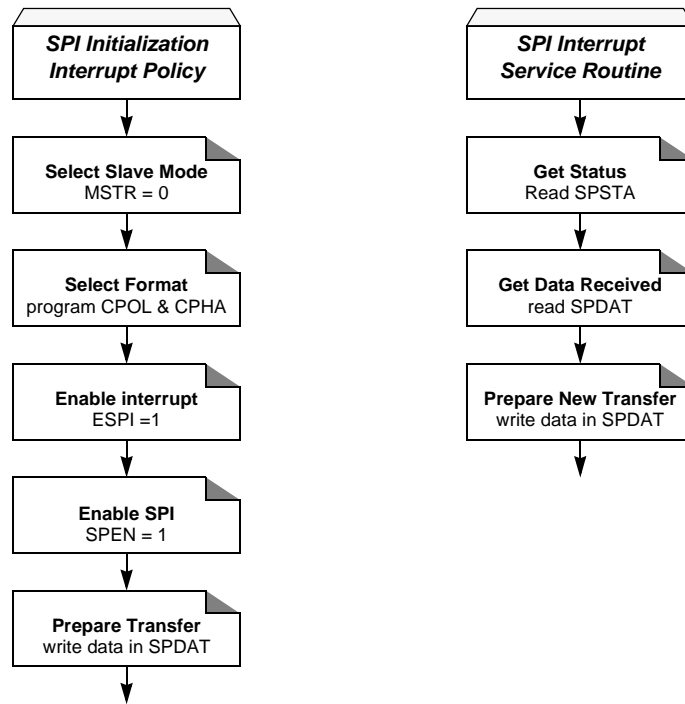 SPI Initialization
Interrupt Policy
Select Slave Mode
MSTR = 0
Select Format
program CPOL & CPHA
Enable interrupt
ESPI =1
Enable SPI
SPEN = 1
Prepare Transfer
write data in SPDAT
SPI Interrupt
Service Routine
Get Status
Read SPSTA
Get Data Received
read SPDAT
Prepare New Transfer
write data in SPDAT